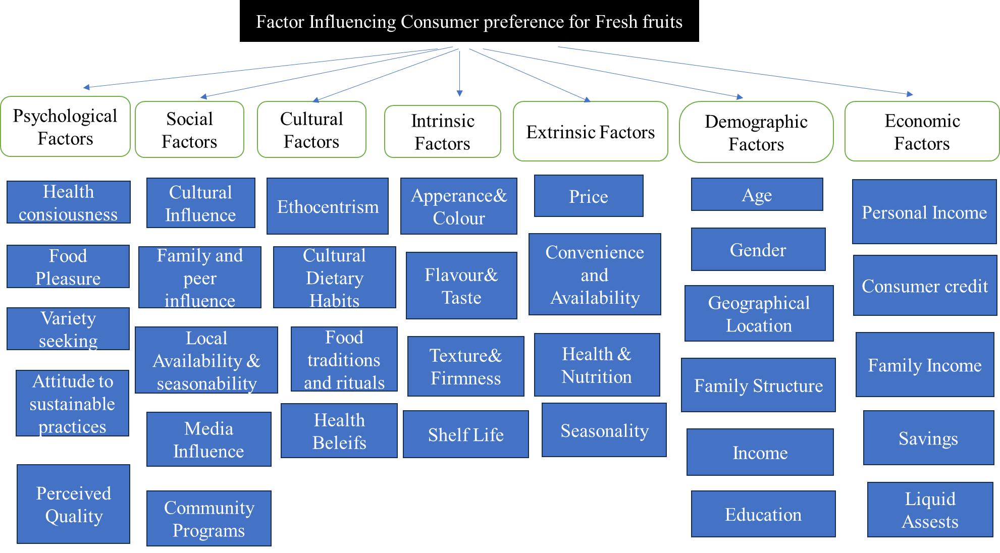 Factor Influencing Consumer preference for Fresh fruits
Psychological
Factors
Social
Factors
Cultural
Factors
Intrinsic
Factors
Extrinsic Factors
Demographic
Factors
Economic
Factors
Health
consiousness
Food
Pleasure
Variety
seeking
Attitude to
sustainable
practices
Perceived
Quality
Cultural
Influence
Family and
peer
influence
Local
Availability &
seasonability
Media
Influence
Community
Programs
Ethocentrism
Cultural
Dietary
Habits
Food
traditions
and rituals
Health
Beleifs
Apperance&
Colour
Flavour&
Taste
Texture&
Firmness
Shelf Life
Price
Convenience
and
Availability
Health &
Nutrition
Seasonality
Age
Gender
Geographical
Location
Family Structure
Income
Education
Personal Income
Consumer credit
Family Income
Savings
Liquid
Assests